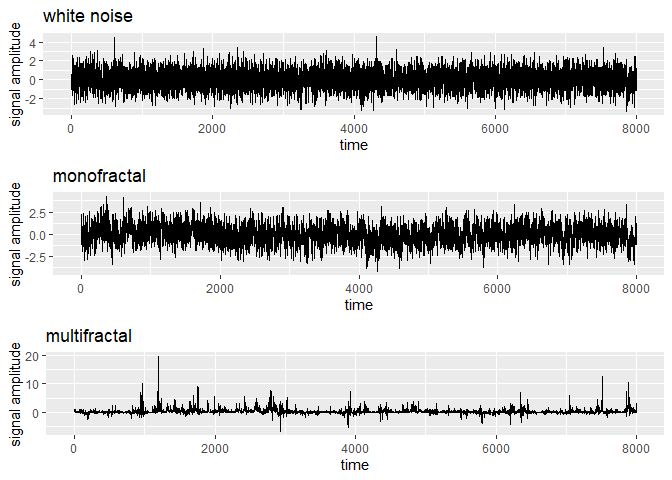 white noise
signal amplitude
4
2
0
-2
0 2000 4000 6000 8000
time
monofractal
signal amplitude
2.5
0.0
-2.5
0 2000 4000 6000 8000
time
multifractal
signal amplitude
20
10
0
0 2000 4000 6000 8000
time